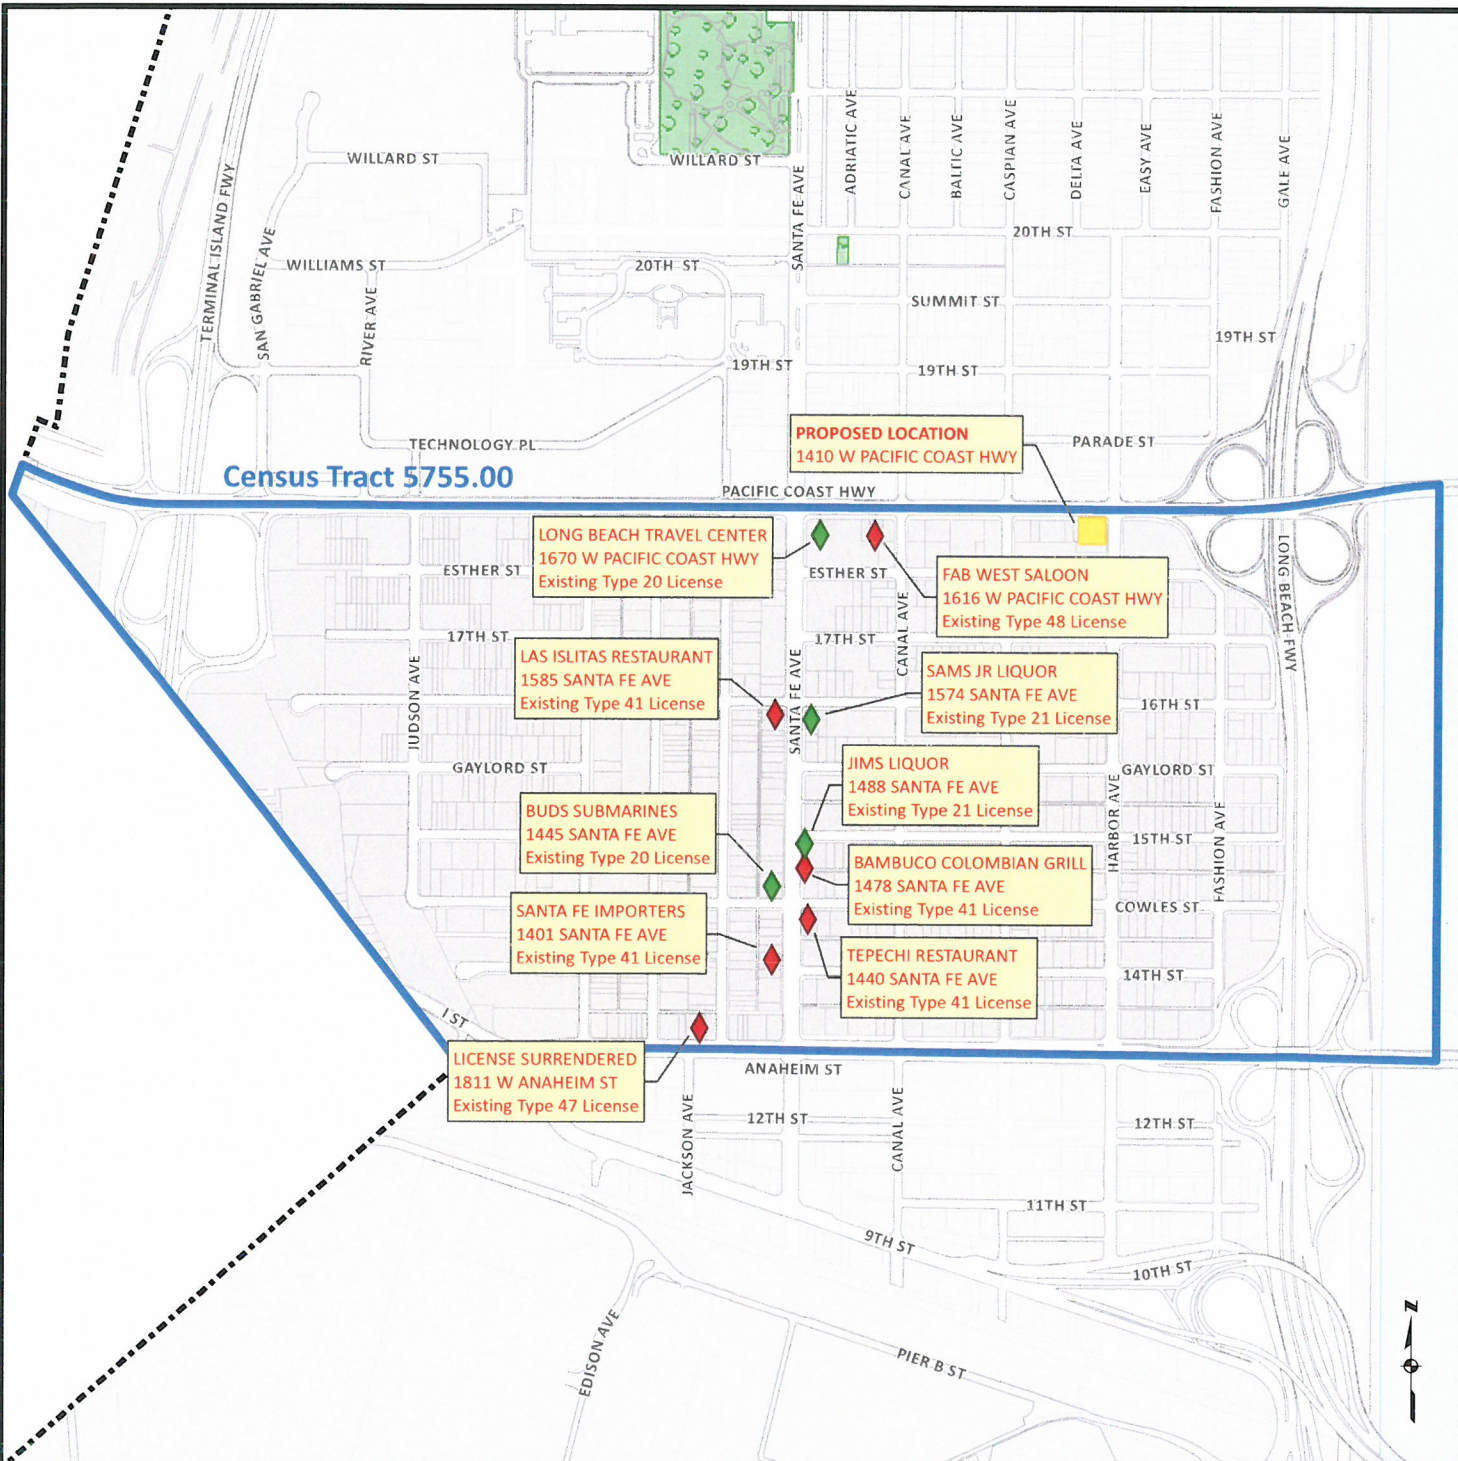 WILLARD ST
WILLARD ST
SANTA FE AVE
ADRIATIC AVE
CANAL AVE
BALTIC AVE
CASPIAN AVE
DELTA AVE
EASY AVE
FASHION AVE
GALE AVE
TERMINAL ISLAND FWY
SAN GABRIEL AVE
WILLIAMS ST
RIVER AVE
20TH ST
20TH ST
SUMMIT ST
19TH ST
19TH ST
19TH ST
TECHNOLOGY PL
PROPOSED LOCATION
1410 W PACIFIC COAST HWY
PARADE ST
Census Tract 5755.00
PACIFIC COAST HWY
LONG BEACH TRAVEL CENTER
1670 W PACIFIC COAST HWY
Existing Type 20 License
ESTHER ST
ESTHER ST
FAB WEST SALOON
1616 W PACIFIC COAST HWY
Existing Type 48 License
LONG BEACH FWY
CANAL AVE
17TH ST
17TH ST
LAS ISLITAS RESTAURANT
1585 SANTA FE AVE
Existing Type 41 License
SANTA FE AVE
SAMS JR LIQUOR
1574 SANTA FE AVE
Existing Type 21 License
16TH ST
JUDSON AVE
GAYLORD ST
GAYLORD ST
JIMS LIQUOR
1488 SANTA FE AVE
Existing Type 21 License
BUDS SUBMARINES
1445 SANTA FE AVE
Existing Type 20 License
HARBOR AVE
15TH ST
FASHION AVE
BAMBUCO COLOMBIAN GRILL
1478 SANTA FE AVE
Existing Type 41 License
SANTA FE IMPORTERS
1401 SANTA FE AVE
Existing Type 41 License
COWLES ST
TEPECHI RESTAURANT
1440 SANTA FE AVE
Existing Type 41 License
14TH ST
I ST
LICENSE SURRENDERED
1811 W ANAHEIM ST
Existing Type 47 License
ANAHEIM ST
JACKSON AVE
12TH ST
CANAL AVE
12TH ST
11TH ST
9TH ST
10TH ST
EDISON AVE
PIER B ST
N